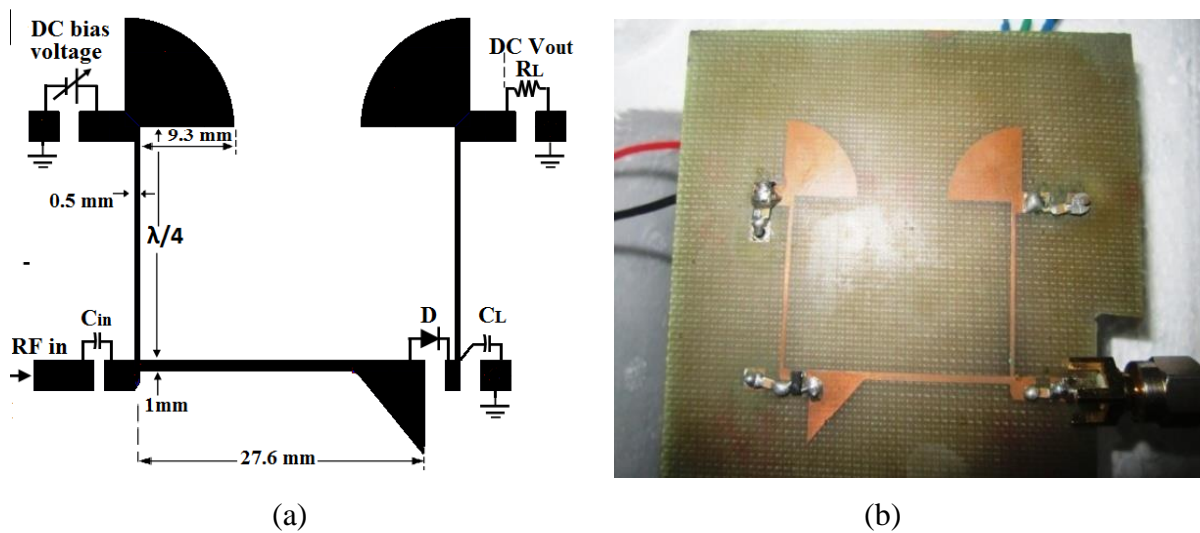 DC bias
voltage
DC Vout
RL
9.3 mm
0.5 mm
λ/4
Cin
D
CL
RF in
1mm
27.6 mm
(a)
(b)